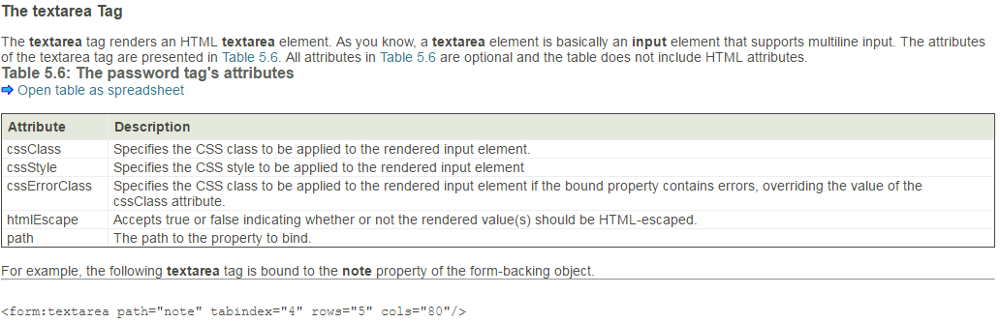 The textarea Tag
The textarea tag renders an HTML textarea element. As you know, a textarea element is basically an input element that supports multiline input. The attributes
of the textarea tag are presented in Table 5.6. All attributes in Table 5.6 are optional and the table does not include HTML attributes.
Table 5.6: The password tag's attributes
Open table as spreadsheet
Attribute Description
cssClass Specifies the CSS class to be applied to the rendered input element.
cssStyle Specifies the CSS style to be applied to the rendered input element
cssErrorClass Specifies the CSS class to be applied to the rendered input element if the bound property contains errors, overriding the value of the
cssClass attribute.
htmlEscape Accepts true or false indicating whether or not the rendered value(s) should be HTML-escaped.
path The path to the property to bind.
For example, the following textarea tag is bound to the note property of the form-backing object.
<form:textarea path="note" tabindex="4" rows="5" cols="80"/>